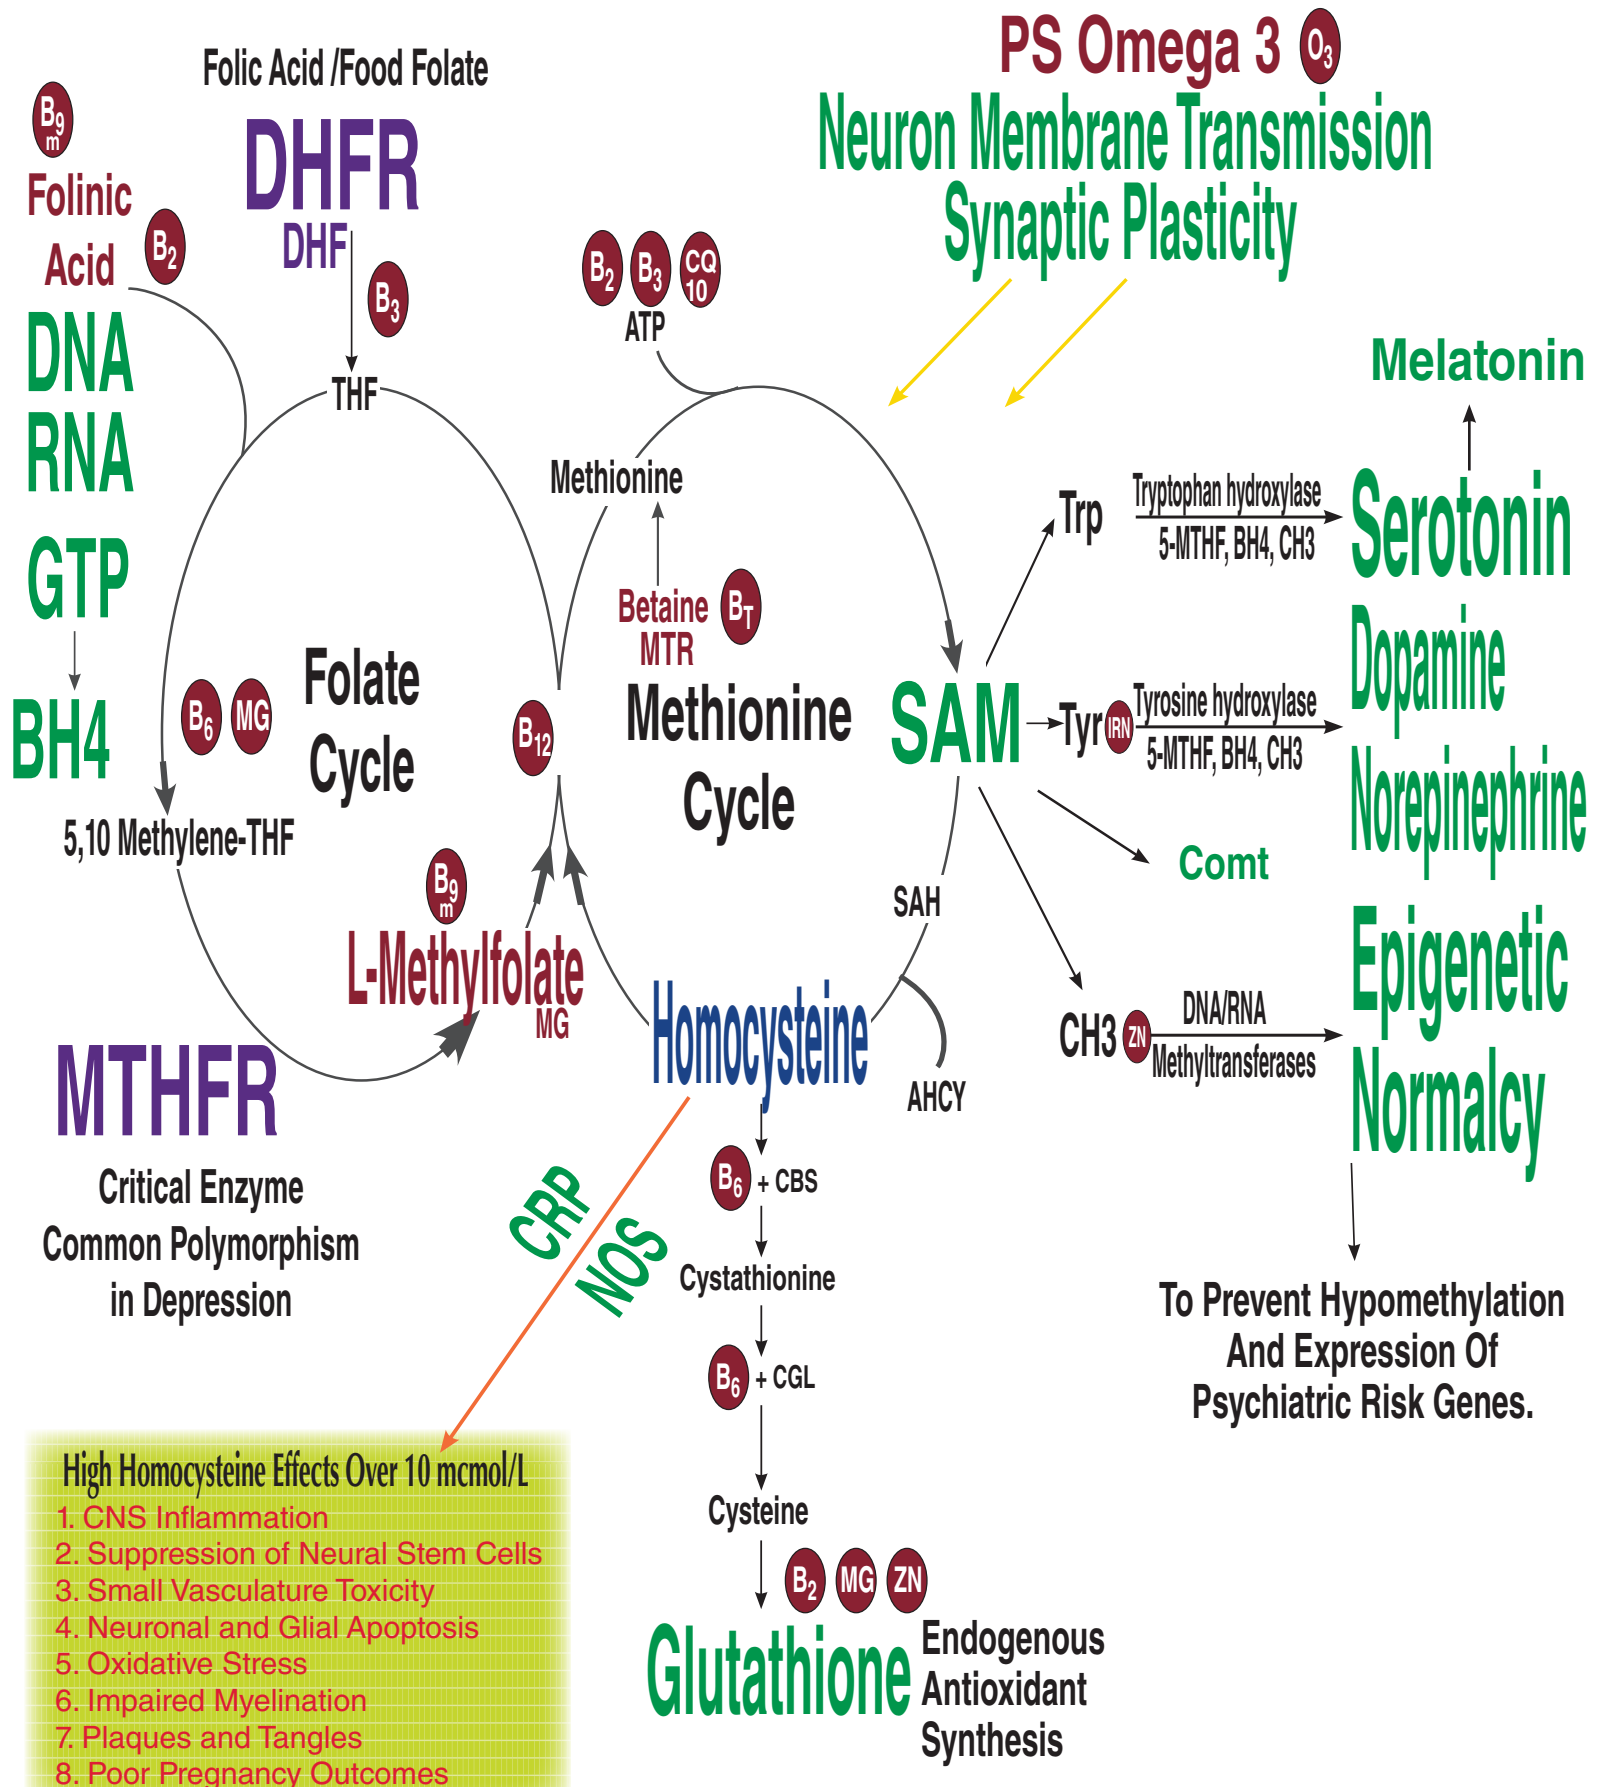 PS Omega 3
O3
Neuron Membrane Transmission
Synaptic Plasticity
Folic Acid /Food Folate
DHFR
DHF
B3
THF
B9
m
Folinic
Acid
B2
DNA
RNA
GTP
BH4
B6
MG
Folate
Cycle
5,10 Methylene-THF
B9
m
L-Methylfolate
MG
MTHFR
Critical Enzyme
Common Polymorphism
in Depression
B2
B3
CQ
10
ATP
Methionine
Betaine
BT
MTR
Methionine
Cycle
B12
SAM
SAH
AHCY
Homocysteine
Trp
Tryptophan hydroxylase
5-MTHF, BH4, CH3
Melatonin
Serotonin
Tyr
IRN
Tyrosine hydroxylase
5-MTHF, BH4, CH3
Dopamine
Norepinephrine
Comt
CH3
ZN
DNA/RNA
Methyltransferases
Epigenetic
Normalcy
To Prevent Hypomethylation
And Expression Of
Psychiatric Risk Genes.
CRP
NOS
B6
+ CBS
Cystathionine
B6
+ CGL
Cysteine
B2
MG
ZN
Glutathione
Endogenous
Antioxidant
Synthesis
High Homocysteine Effects Over 10 mcmol/L
1. CNS Inflammation
2. Suppression of Neural Stem Cells
3. Small Vasculature Toxicity
4. Neuronal and Glial Apoptosis
5. Oxidative Stress
6. Impaired Myelination
7. Plaques and Tangles
8. Poor Pregnancy Outcomes